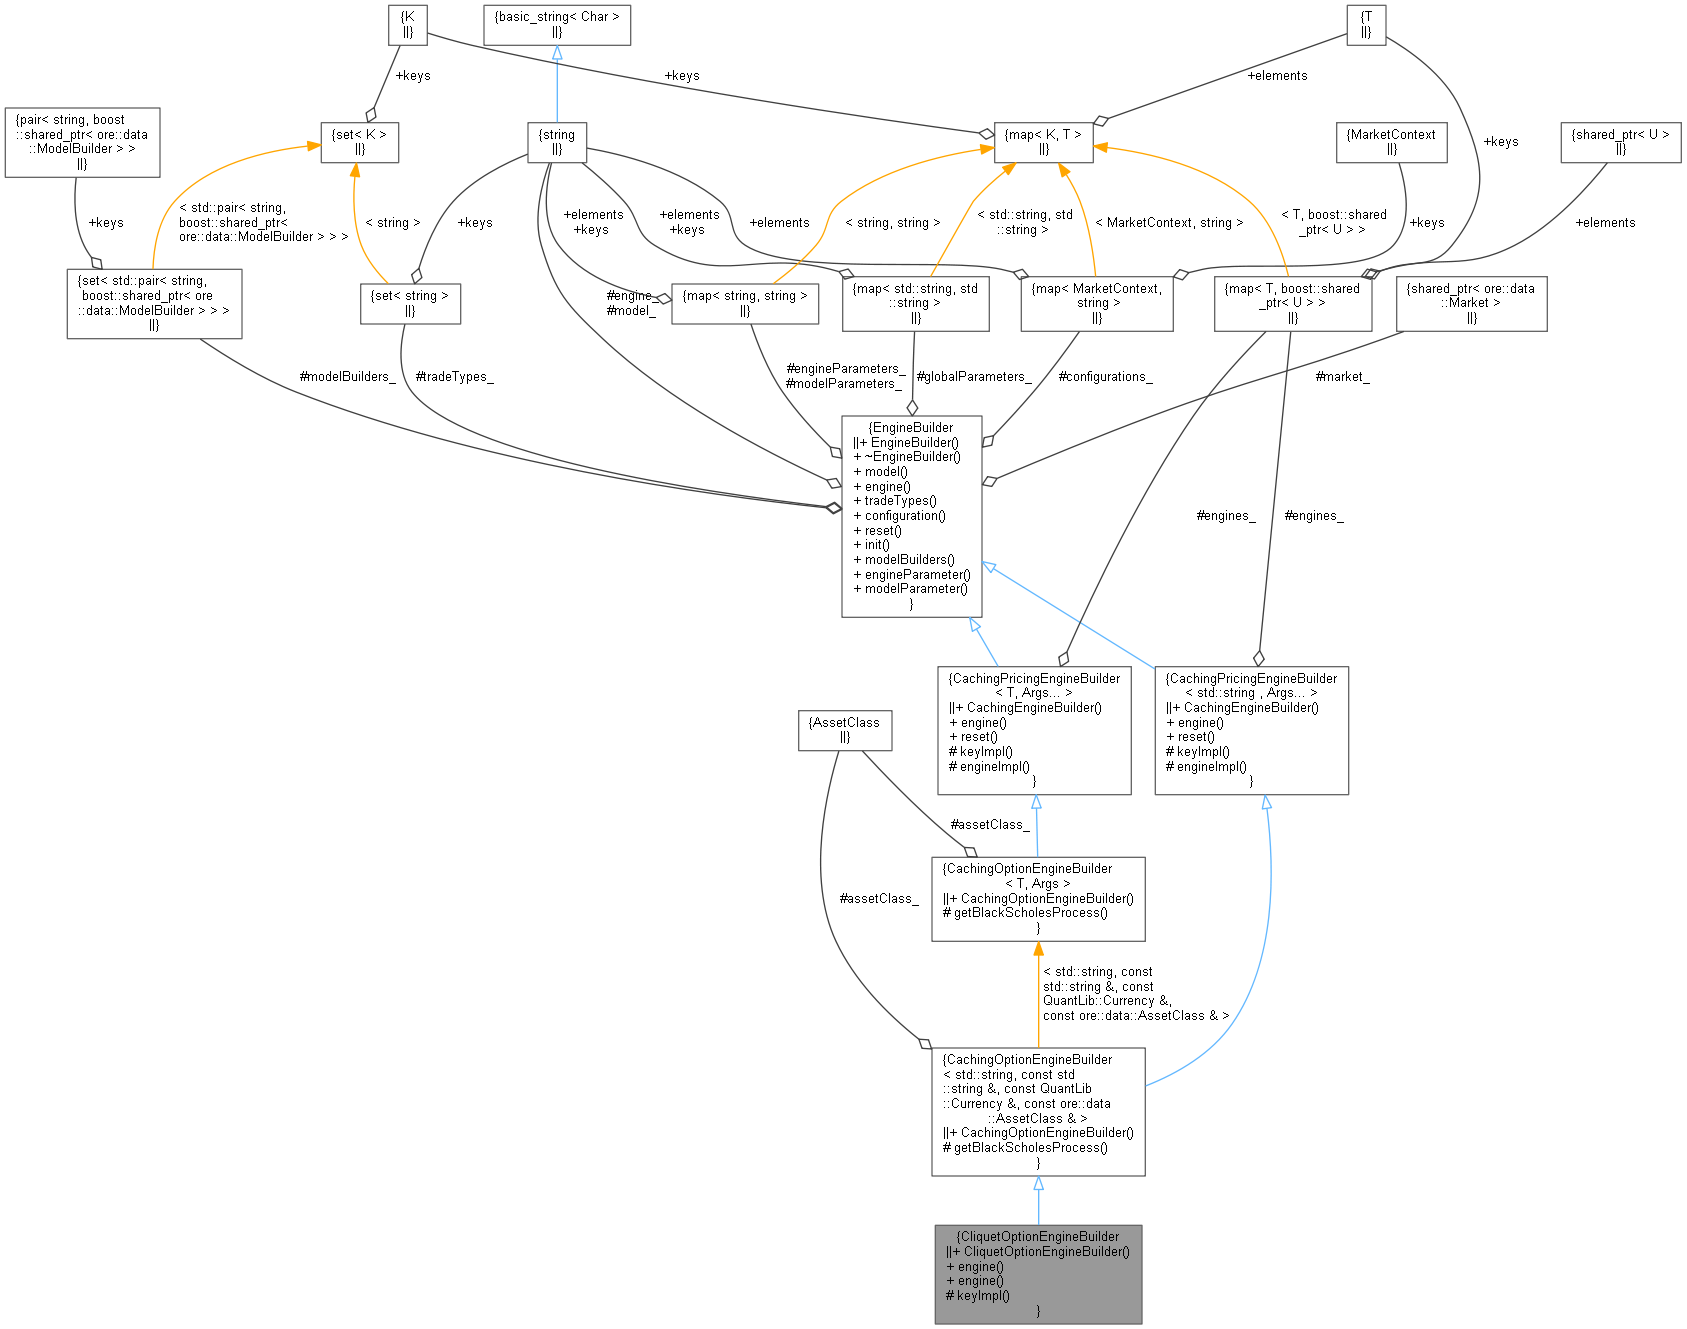 {K
||}
{basic_string< Char >
||}
{T
||}
+keys
+keys
+elements
{pair< string, boost
::shared_ptr< ore::data
::ModelBuilder > >
||}
{set< K >
||}
{string
||}
{map< K, T >
||}
{MarketContext
||}
+keys
{shared_ptr< U >
||}
+keys
< std::pair< string,
boost::shared_ptr<
ore::data::ModelBuilder > > >
< string >
+keys
+elements
+keys
+elements
+keys
+elements
< string, string >
< std::string, std
::string >
< MarketContext, string >
< T, boost::shared
_ptr< U > >
+keys
+elements
{set< std::pair< string,
boost::shared_ptr< ore
::data::ModelBuilder > > >
||}
{set< string >
||}
#engine_
#model_
{map< string, string >
||}
{map< std::string, std
::string >
||}
{map< MarketContext,
string >
||}
{map< T, boost::shared
_ptr< U > >
||}
{shared_ptr< ore::data
::Market >
||}
#modelBuilders_
#tradeTypes_
#engineParameters_
#modelParameters_
#globalParameters_
#configurations_
#market_
{EngineBuilder
||+ EngineBuilder()
+ ~EngineBuilder()
+ model()
+ engine()
+ tradeTypes()
+ configuration()
+ reset()
+ init()
+ modelBuilders()
+ engineParameter()
+ modelParameter()
}
#engines_
#engines_
{CachingPricingEngineBuilder
< T, Args... >
||+ CachingEngineBuilder()
+ engine()
+ reset()
# keyImpl()
# engineImpl()
}
{CachingPricingEngineBuilder
< std::string , Args... >
||+ CachingEngineBuilder()
+ engine()
+ reset()
# keyImpl()
# engineImpl()
}
{AssetClass
||}
#assetClass_
#assetClass_
{CachingOptionEngineBuilder
< T, Args >
||+ CachingOptionEngineBuilder()
# getBlackScholesProcess()
}
< std::string, const
std::string &, const
QuantLib::Currency &,
const ore::data::AssetClass & >
{CachingOptionEngineBuilder
< std::string, const std
::string &, const QuantLib
::Currency &, const ore::data
::AssetClass & >
||+ CachingOptionEngineBuilder()
# getBlackScholesProcess()
}
{CliquetOptionEngineBuilder
||+ CliquetOptionEngineBuilder()
+ engine()
+ engine()
# keyImpl()
}